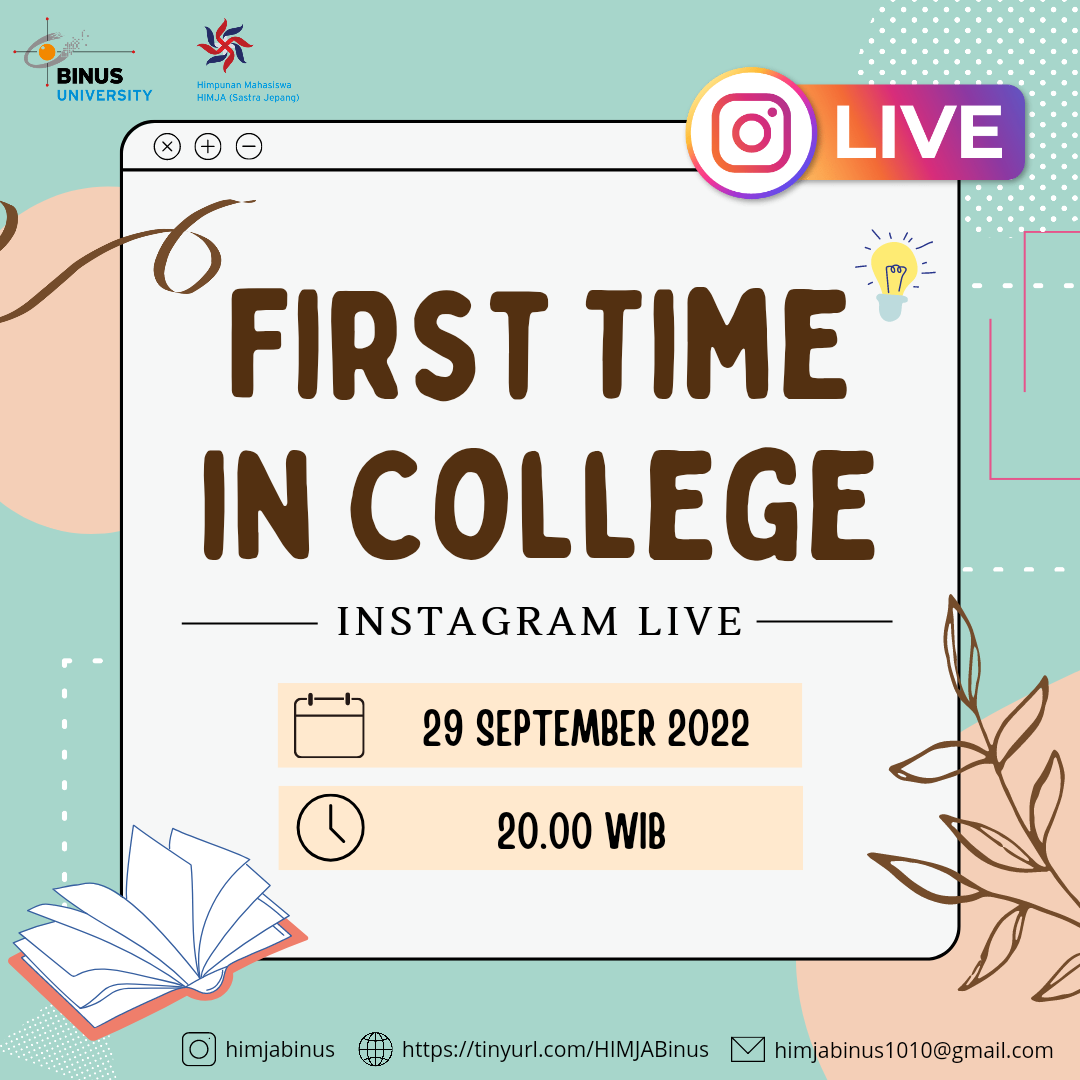 BINUS
UNIVERSITY
Himpunan Mahasiswa
HIMJA (Sastra Jepang)
LIVE
FIRST TIME
IN COLLEGE
INSTAGRAM LIVE
29 SEPTEMBER 2022
20.00 WIB
himjabinus
https://tinyurl.com/HIMJABinus
himjabinus1010@gmail.com